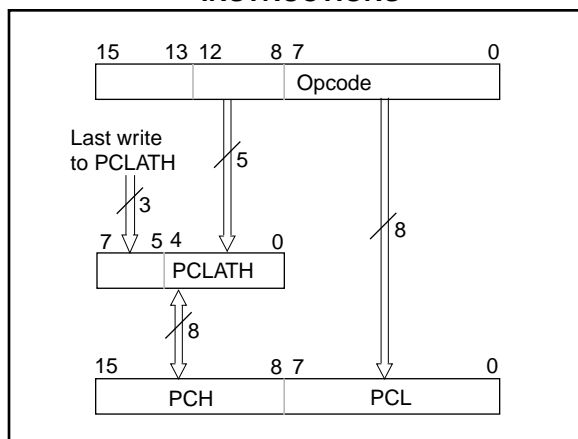 15 13 12 8 7 0
Opcode
Last write
to PCLATH
5
3
8
7 5 4 0
PCLATH
8
15 8 7 0
PCH PCL